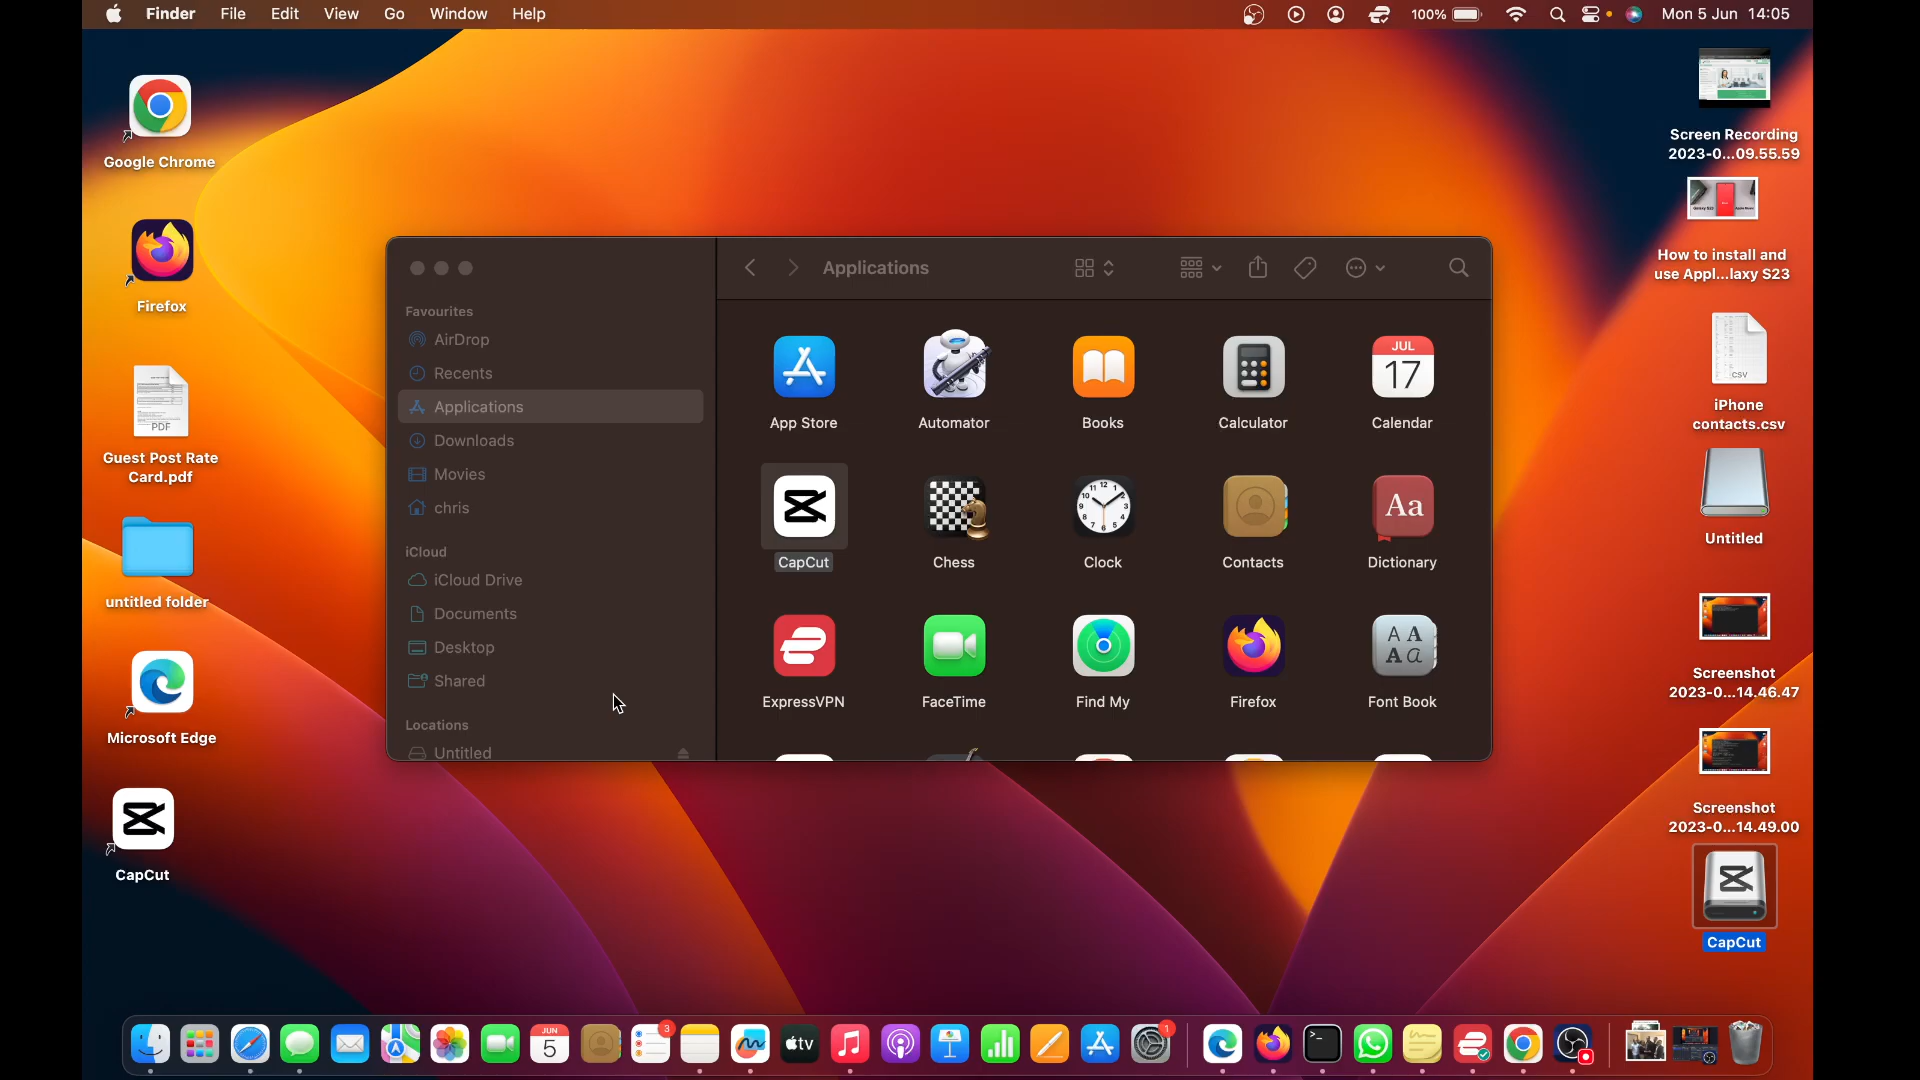 Finder File Edit View Go Window Help
100% Mon 5 Jun 14:05
Google Chrome
Firefox
PDF
Guest Post Rate
Card.pdf
untitled folder
Microsoft Edge
CapCut
Favourites
AirDrop
Recents
Applications
Downloads
Movies
chris
iCloud
iCloud Drive
Documents
Desktop
Shared
Locations
Untitled
Applications
JUL
17
App Store Automator Books Calculator Calendar
Aa
CapCut Chess Clock Contacts Dictionary
ExpressVPN FaceTime Find My Firefox Font Book
Screen Recording
2023-0...09.55.59
How to install and
use Appl...laxy S23
CSV
iPhone
contacts.csv
Untitled
Screenshot
2023-0...14.46.47
Screenshot
2023-0...14.49.00
CapCut
JUN
5
3
tv
1